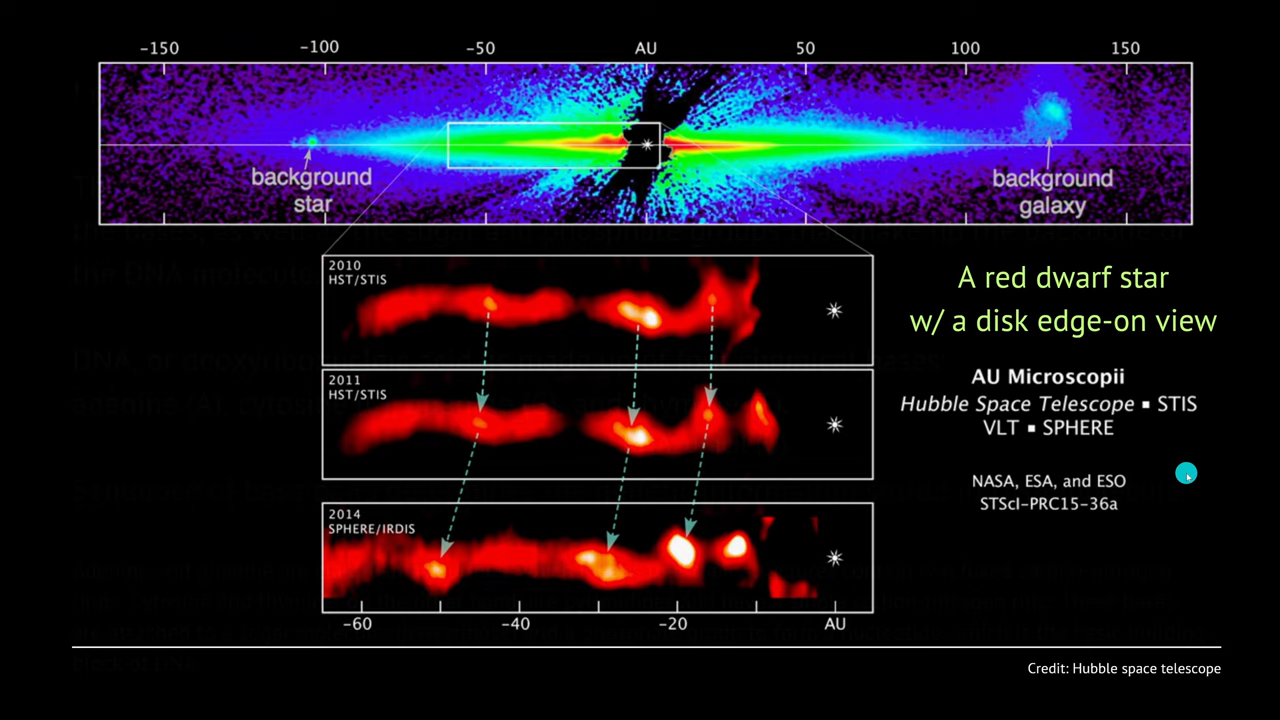 -150 -100 -50 AU 50 100 150
background
star
background
galaxy
2010
HST/STIS
2011
HST/STIS
2014
SPHERE/IRDIS
-60 -40 -20 AU
A red dwarf star
w/ a disk edge-on view
AU Microscopii
Hubble Space Telescope ▪ STIS
VLT ▪ SPHERE
NASA, ESA, and ESO
STScI-PRC15-36a
Credit: Hubble space telescope